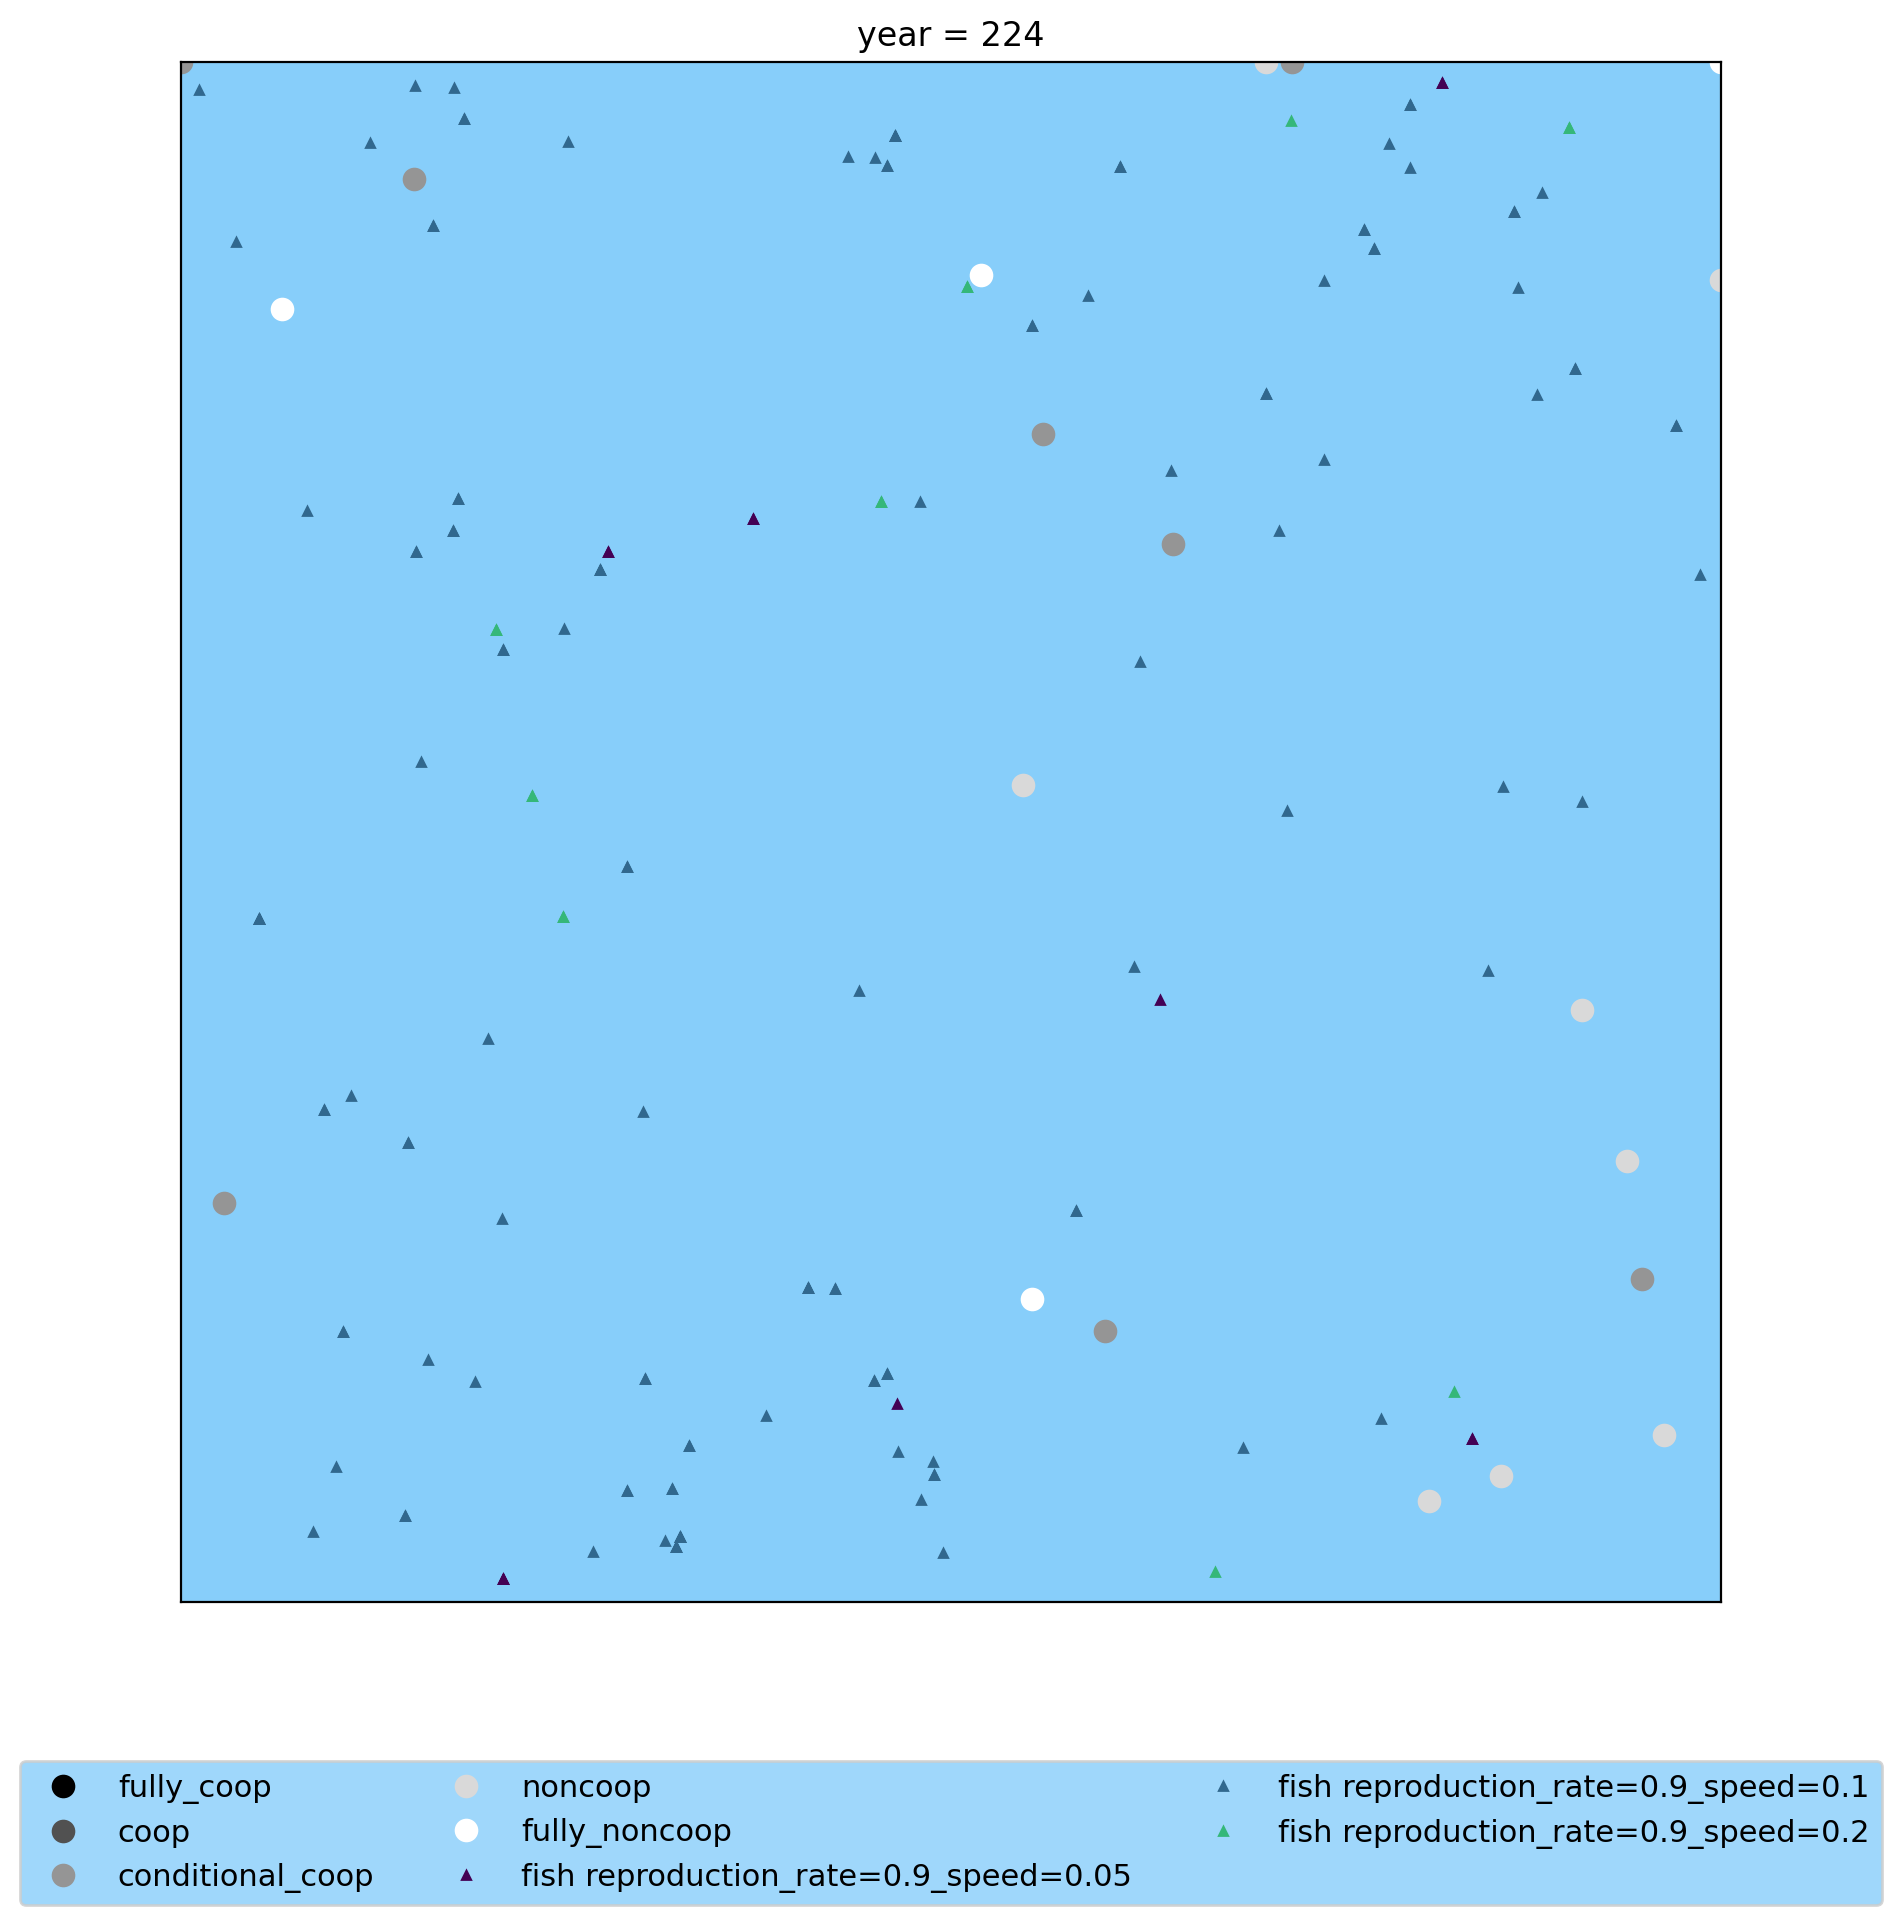 year = 224
fully_coop
coop
conditional_coop
noncoop
fully_noncoop
fish reproduction_rate=0.9_speed=0.05
fish reproduction_rate=0.9_speed=0.1
fish reproduction_rate=0.9_speed=0.2